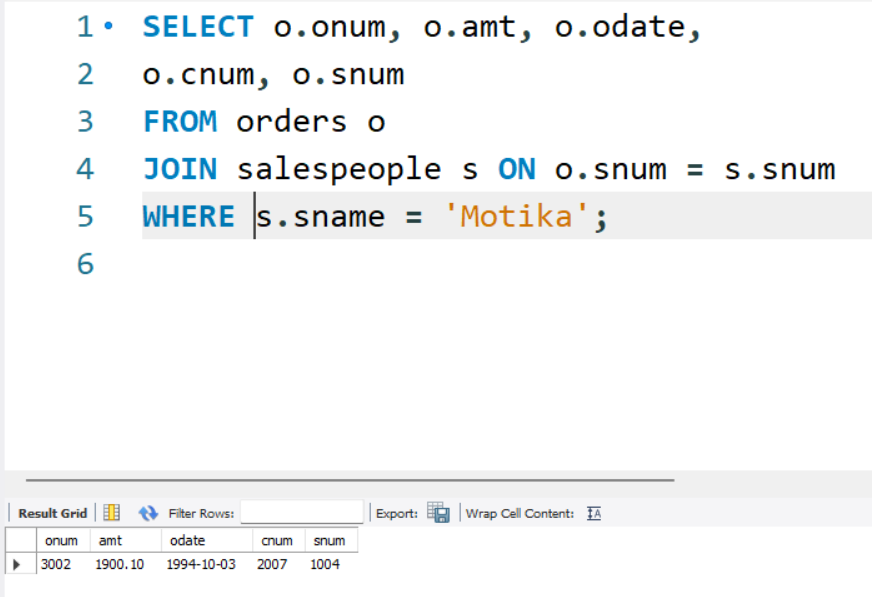 1 SELECT o.onum, o.amt, o.odate,
2 o.cnum, o.snum
3 FROM orders o
4 JOIN salespeople s ON o.snum = s.snum
5 WHERE s.sname = 'Motika';
6
Result Grid Filter Rows: Export: Wrap Cell Content: IA
onum amt odate cnum snum
3002 1900.10 1994-10-03 2007 1004